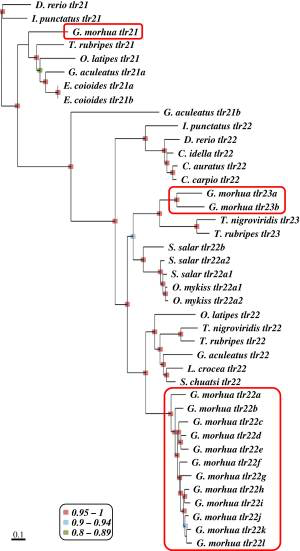 D. rerio tlr21
I. punctatus tlr21
G. morhua tlr21
T. rubripes tlr21
O. latipes tlr21
G. aculeatus tlr21a
E. coioides tlr21a
E. coioides tlr21b
G. aculeatus tlr21b
I. punctatus tlr22
D. rerio tlr22
C. idella tlr22
C. auratus tlr22
C. carpio tlr22
G. morhua tlr23a
G. morhua tlr23b
T. nigroviridis tlr23
T. rubripes tlr23
S. salar tlr22b
S. salar tlr22a2
S. salar tlr22a1
O. mykiss tlr22a1
O. mykiss tlr22a2
O. latipes tlr22
T. nigroviridis tlr22
T. rubripes tlr22
G. aculeatus tlr22
L. crocea tlr22
S. chuatsi tlr22
G. morhua tlr22a
G. morhua tlr22b
G. morhua tlr22c
G. morhua tlr22d
G. morhua tlr22e
G. morhua tlr22f
G. morhua tlr22g
G. morhua tlr22h
G. morhua tlr22i
G. morhua tlr22j
G. morhua tlr22k
G. morhua tlr22l
0.95 – 1
0.9 – 0.94
0.8 – 0.89
0.1